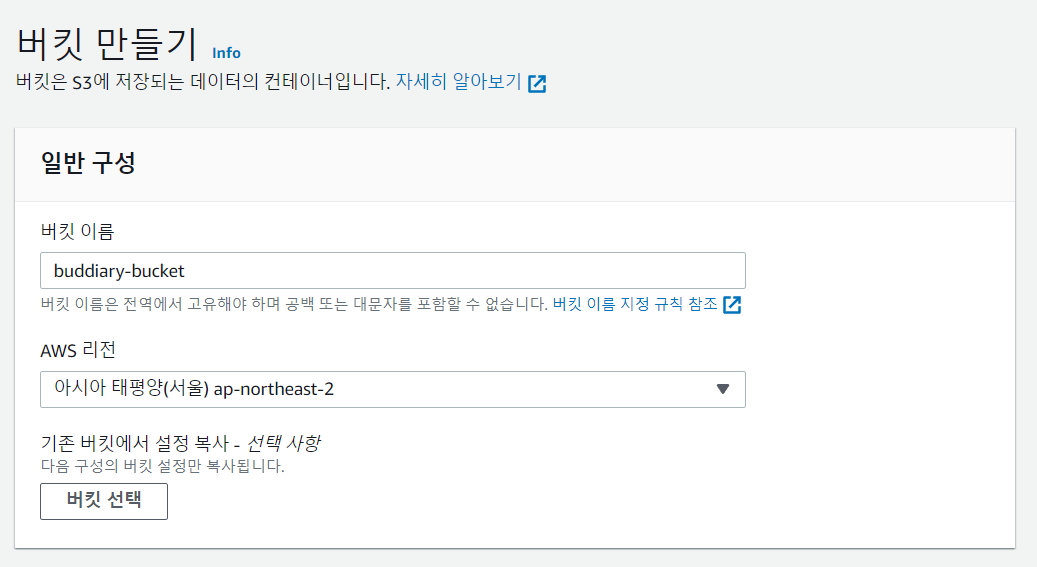 버킷 만들기 Info
버킷은 S3에 저장되는 데이터의 컨테이너입니다. 자세히 알아보기
일반 구성
버킷 이름
buddiary-bucket
버킷 이름은 전역에서 고유해야 하며 공백 또는 대문자를 포함할 수 없습니다. 버킷 이름 지정 규칙 참조
AWS 리전
아시아 태평양(서울) ap-northeast-2
기존 버킷에서 설정 복사 - 선택 사항
다음 구성의 버킷 설정만 복사됩니다.
버킷 선택